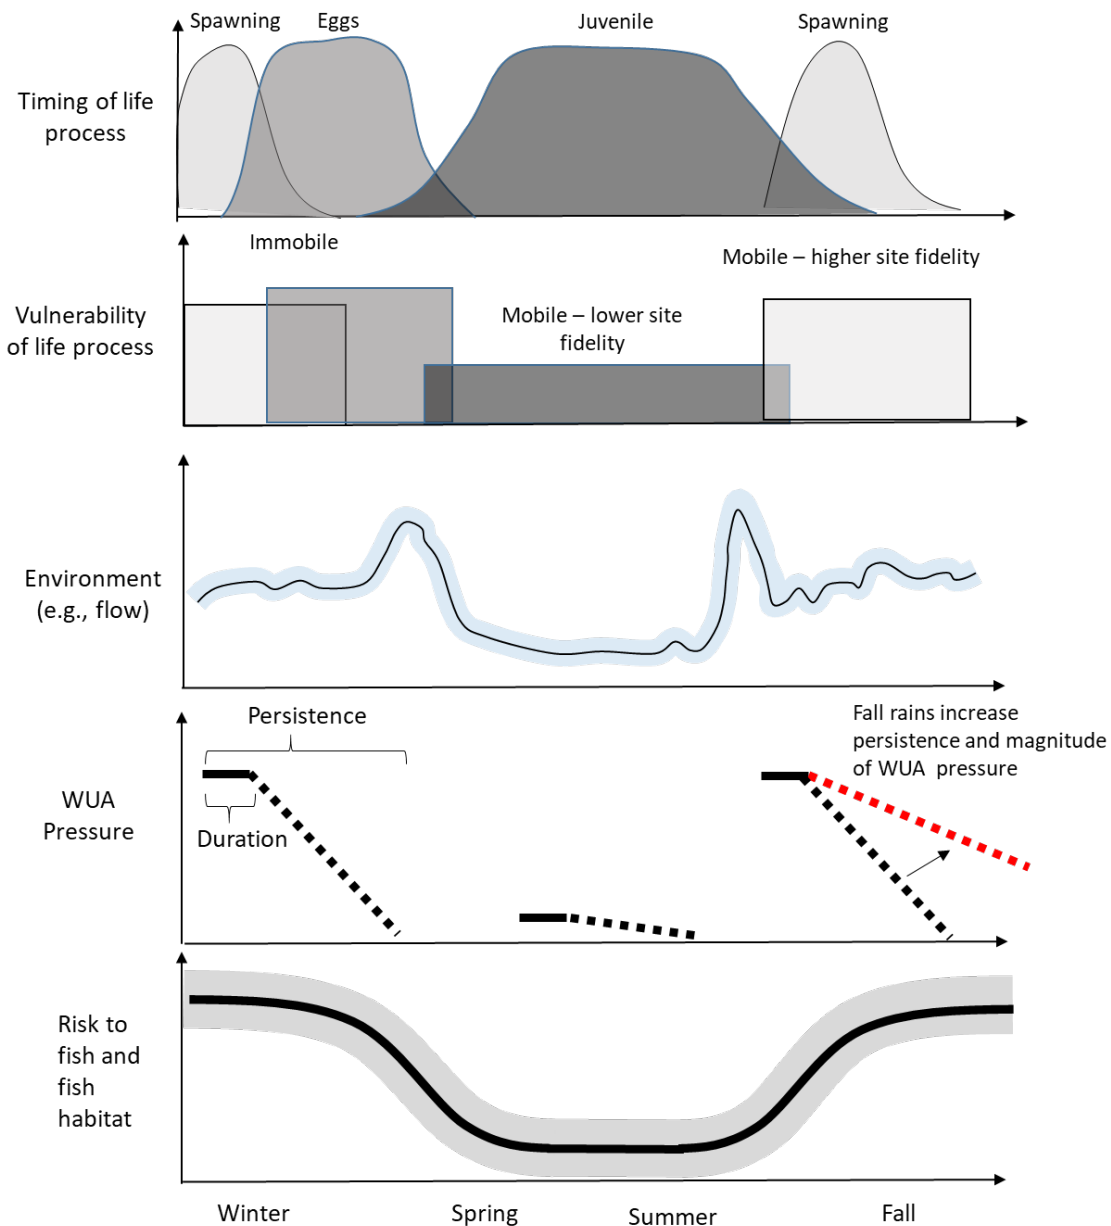 Spawning
Eggs
Juvenile
Spawning
Timing of life
process
Immobile
Mobile – higher site fidelity
Vulnerability
of life process
Mobile – lower site
fidelity
Environment
(e.g., flow)
Persistence
Fall rains increase
persistence and magnitude
of WUA pressure
WUA
Pressure
Duration
Risk to
fish and
fish
habitat
Winter
Spring
Summer
Fall